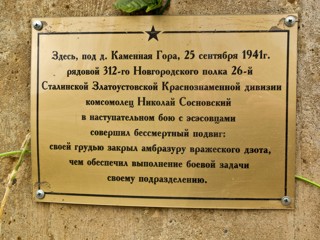 Здесь, под д. Каменная Гора, 25 сентября 1941г.
рядовой 312-го Новгородского полка 26-й
Сталинской Златоустовской Краснознаменной дивизии
комсомолец Николай Сосновский
в наступательном бою с эсэсовцами
совершил бессмертный подвиг:
своей грудью закрыл амбразуру вражеского дзота,
чем обеспечил выполнение боевой задачи
своему подразделению.